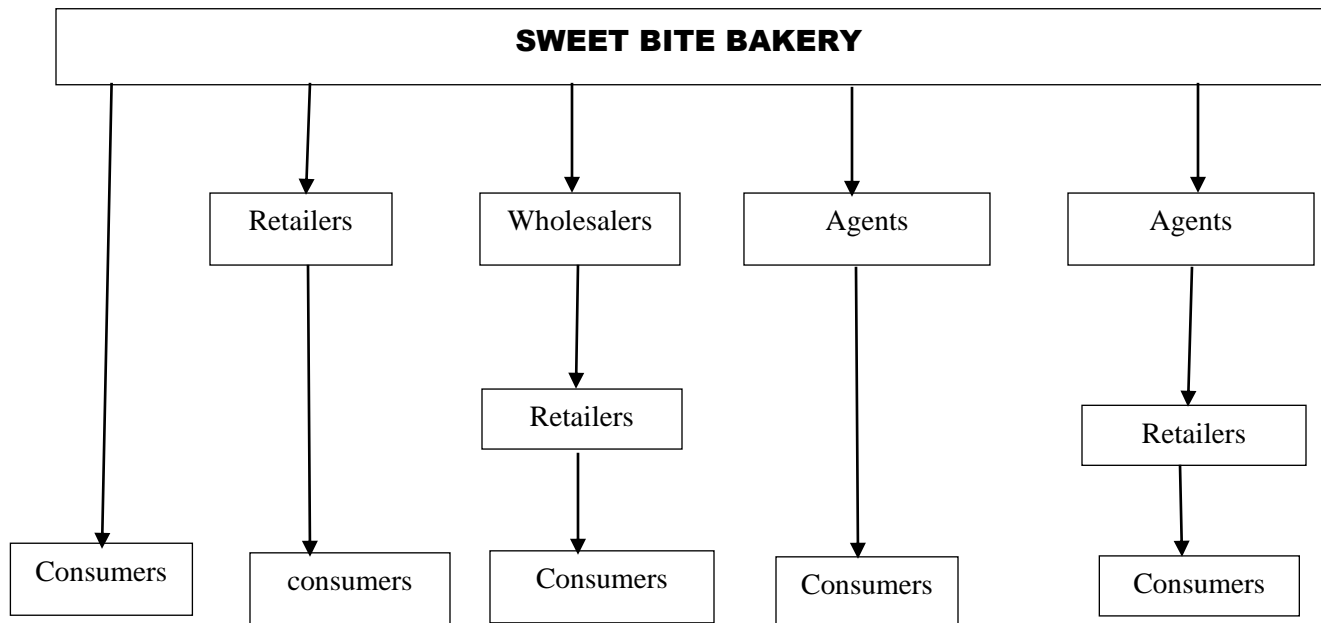 SWEET BITE BAKERY
Retailers
Wholesalers
Agents
Agents
Retailers
Retailers
Consumers
consumers
Consumers
Consumers
Consumers